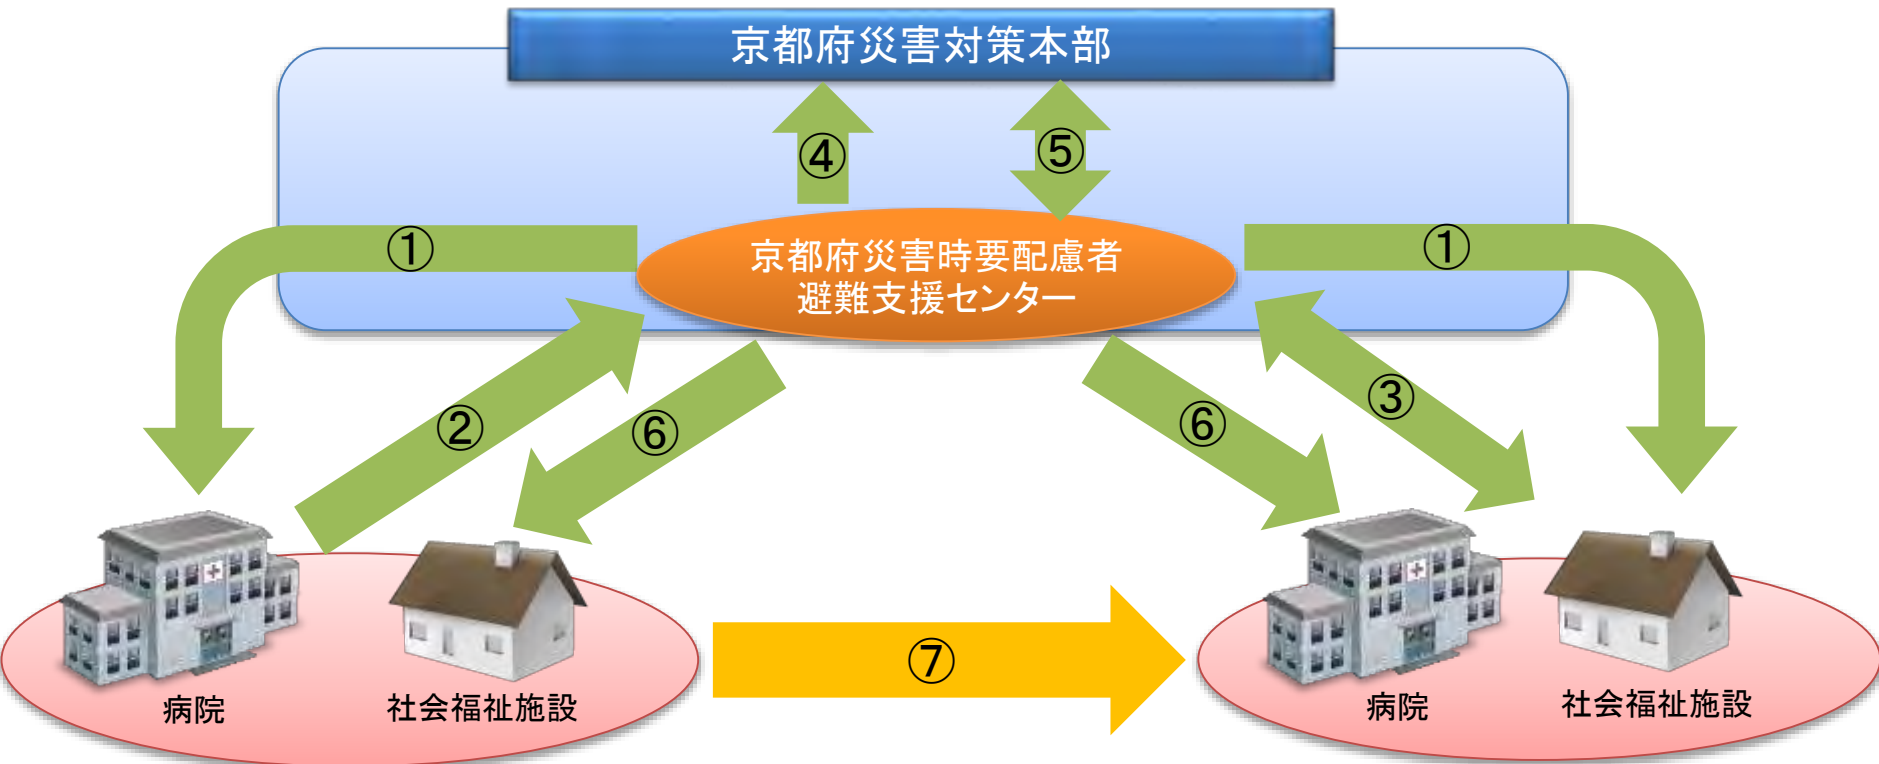 京都府災害対策本部
④
⑤
①
京都府災害時要配慮者
避難支援センター
①
②
⑥
⑥
③
⑦
病院
社会福祉施設
病院
社会福祉施設